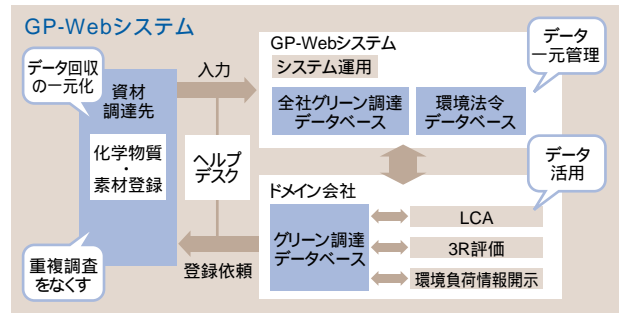 GP-Webシステム
データ回収
の一元化
資材
調達先
化学物質
・
素材登録
重複調査
をなくす
入力
ヘルプ
デスク
登録依頼
GP-Webシステム
システム運用
全社グリーン調達
データベース
環境法令
データベース
データ
一元管理
ドメイン会社
グリーン調達
データベース
LCA
3R評価
環境負荷情報開示
データ
活用